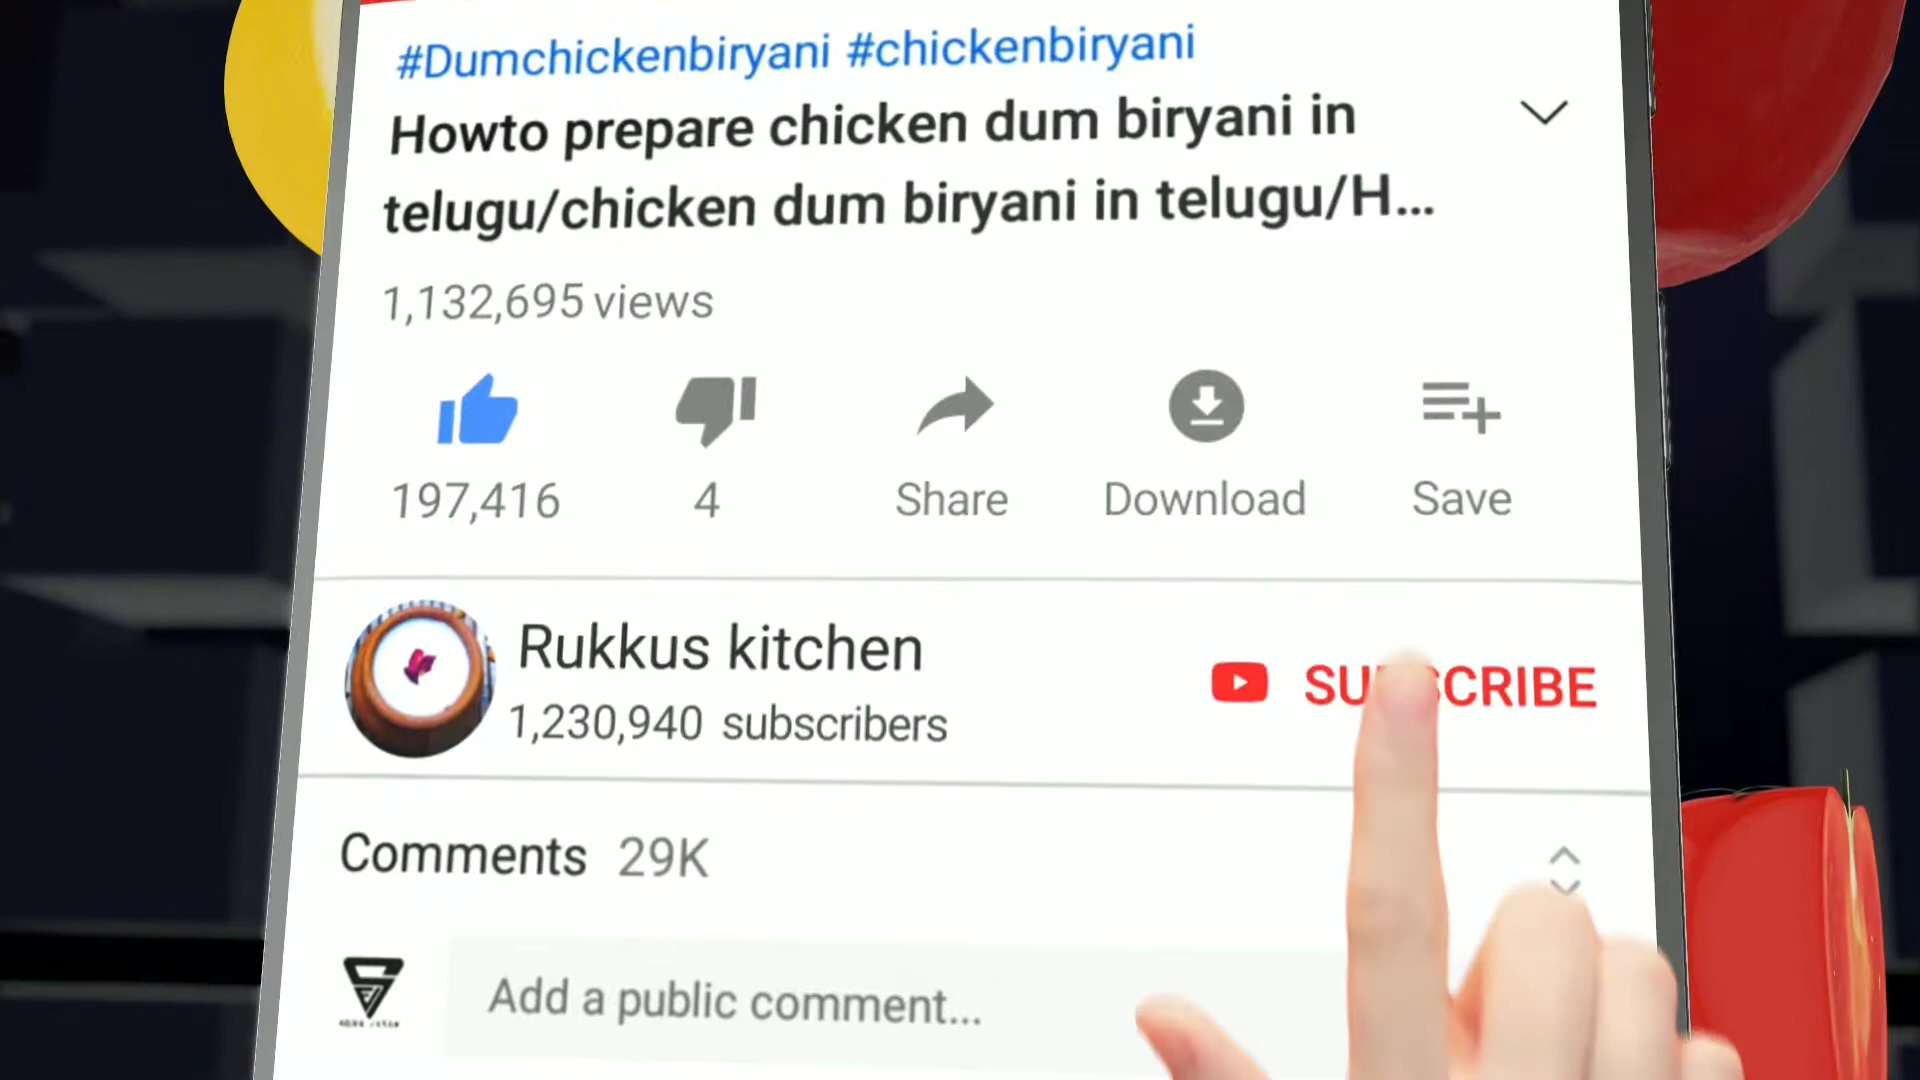 #Dumchickenbiryani #chickenbiryani
Howto prepare chicken dum biryani in
telugu/chicken dum biryani in telugu/H...
1,132,695 views
197,416
4
Share
Download
Save
Rukkus kitchen
SUBSCRIBE
1,230,940 subscribers
Comments 29K
Add a public comment...